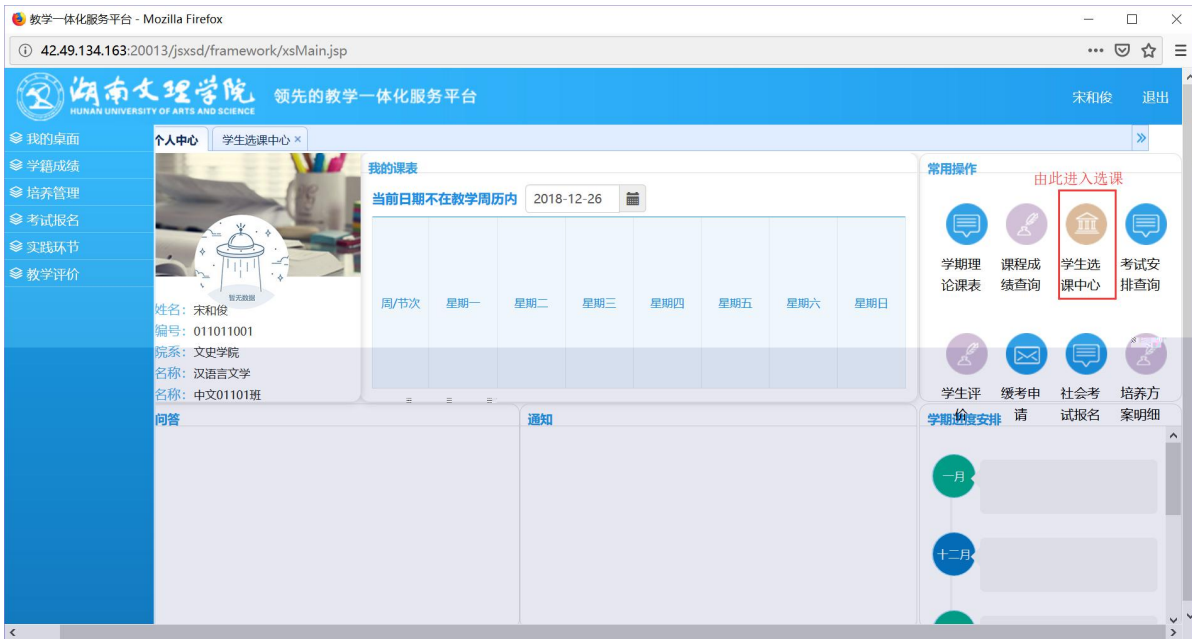 教学一体化服务平台 - Mozilla Firefox
42.49.134.163:20013/jsxsd/framework/xsMain.jsp
湖南文理学院
HUNAN UNIVERSITY OF ARTS AND SCIENCE
领先的教学一体化服务平台
宋和俊 退出
我的桌面
学籍成绩
培养管理
考试报名
实践环节
教学评价
个人中心 学生选课中心 ×
暂无数据
姓名：宋和俊
编号：011011001
院系：文史学院
名称：汉语言文学
名称：中文01101班
我的课表
当前日期不在教学周历内 2018-12-26
周/节次 星期一 星期二 星期三 星期四 星期五 星期六 星期日
常用操作
由此进入选课
学期理论课表
课程成绩查询
学生选课中心
考试安排查询
学生评价
缓考申请
社会考试报名
培养方案明细
问答
通知
学期进度安排
一月
十二月